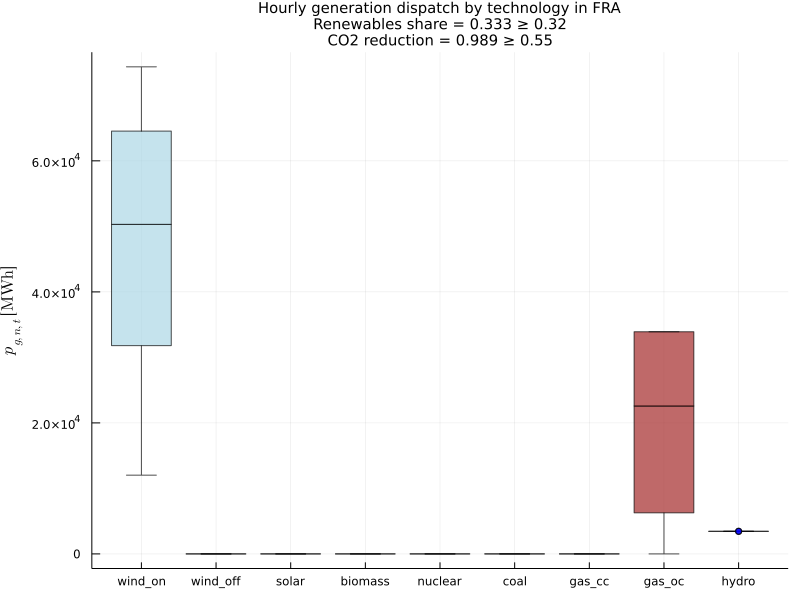 Hourly generation dispatch by technology in FRA
Renewables share = 0.333 ≥ 0.32
CO2 reduction = 0.989 ≥ 0.55
6.0×10⁴
4.0×10⁴
2.0×10⁴
0
p_{g,n,t} [MWh]
wind_on wind_off solar biomass nuclear coal gas_cc gas_oc hydro